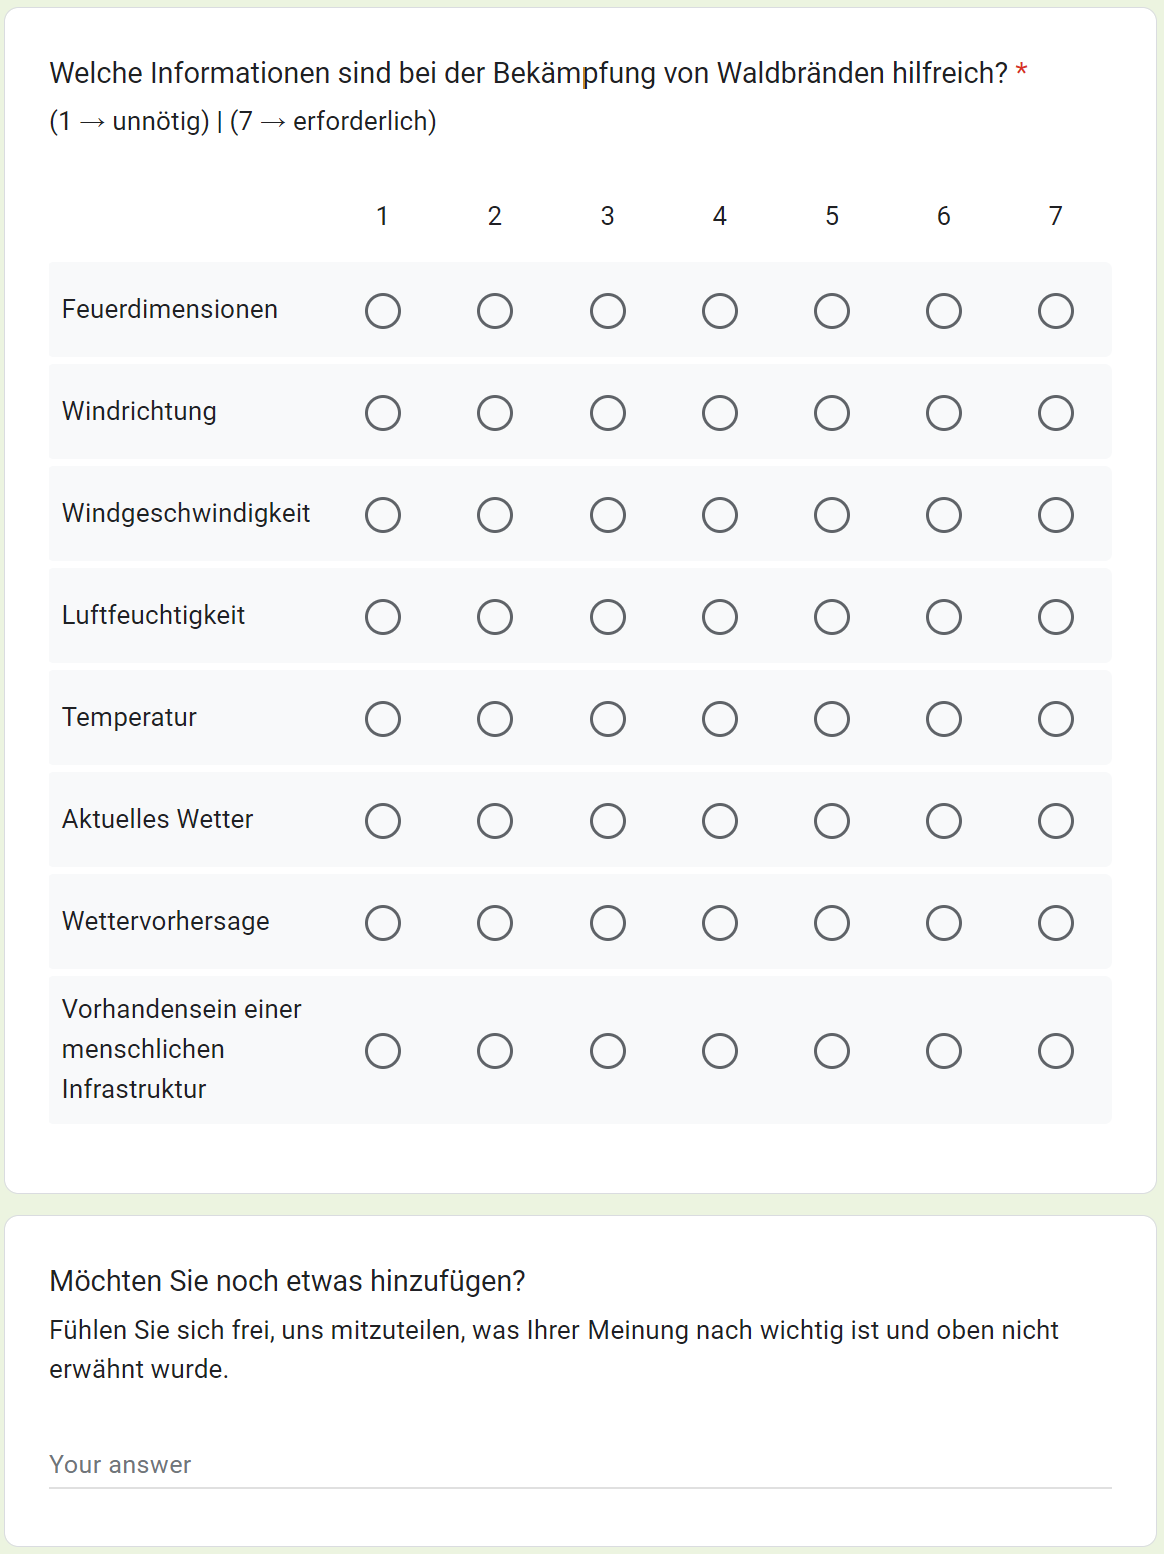 Welche Informationen sind bei der Bekämpfung von Waldbränden hilfreich? *
(1 → unnötig) | (7 → erforderlich)
1 2 3 4 5 6 7
Feuerdimensionen
Windrichtung
Windgeschwindigkeit
Luftfeuchtigkeit
Temperatur
Aktuelles Wetter
Wettervorhersage
Vorhandensein einer
menschlichen
Infrastruktur
Möchten Sie noch etwas hinzufügen?
Fühlen Sie sich frei, uns mitzuteilen, was Ihrer Meinung nach wichtig ist und oben nicht
erwähnt wurde.
Your answer